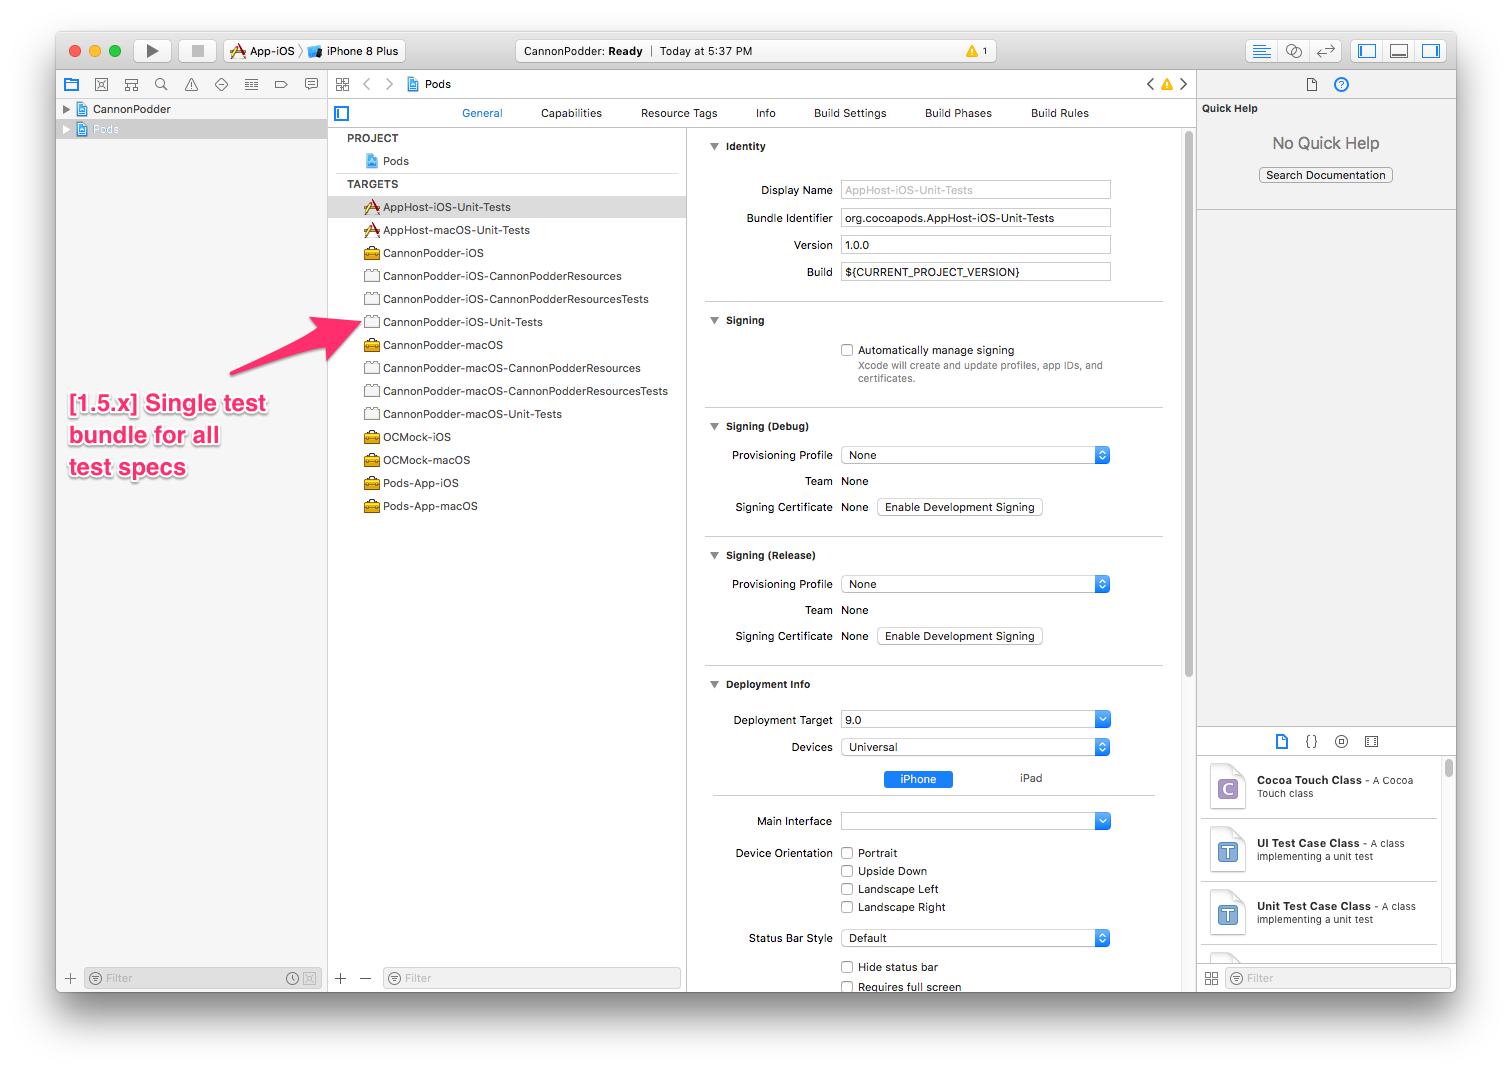 App-iOS
iPhone 8 Plus
CannonPodder: Ready | Today at 5:37 PM
1
Pods
CannonPodder
Pods
General
Capabilities
Resource Tags
Info
Build Settings
Build Phases
Build Rules
PROJECT
Pods
TARGETS
AppHost-iOS-Unit-Tests
AppHost-macOS-Unit-Tests
CannonPodder-iOS
CannonPodder-iOS-CannonPodderResources
CannonPodder-iOS-CannonPodderResourcesTests
CannonPodder-iOS-Unit-Tests
CannonPodder-macOS
CannonPodder-macOS-CannonPodderResources
CannonPodder-macOS-CannonPodderResourcesTests
CannonPodder-macOS-Unit-Tests
OCMock-iOS
OCMock-macOS
Pods-App-iOS
Pods-App-macOS
[1.5.x] Single test
bundle for all
test specs
Identity
Display Name AppHost-iOS-Unit-Tests
Bundle Identifier org.cocoapods.AppHost-iOS-Unit-Tests
Version 1.0.0
Build ${CURRENT_PROJECT_VERSION}
Signing
Automatically manage signing
Xcode will create and update profiles, app IDs, and
certificates.
Signing (Debug)
Provisioning Profile None
Team None
Signing Certificate None Enable Development Signing
Signing (Release)
Provisioning Profile None
Team None
Signing Certificate None Enable Development Signing
Deployment Info
Deployment Target 9.0
Devices Universal
iPhone iPad
Main Interface
Device Orientation Portrait
Upside Down
Landscape Left
Landscape Right
Status Bar Style Default
Hide status bar
Requires full screen
Quick Help
No Quick Help
Search Documentation
{}
C
Cocoa Touch Class - A Cocoa
Touch class
T
UI Test Case Class - A class
implementing a unit test
T
Unit Test Case Class - A class
implementing a unit test
Filter
Filter
Filter